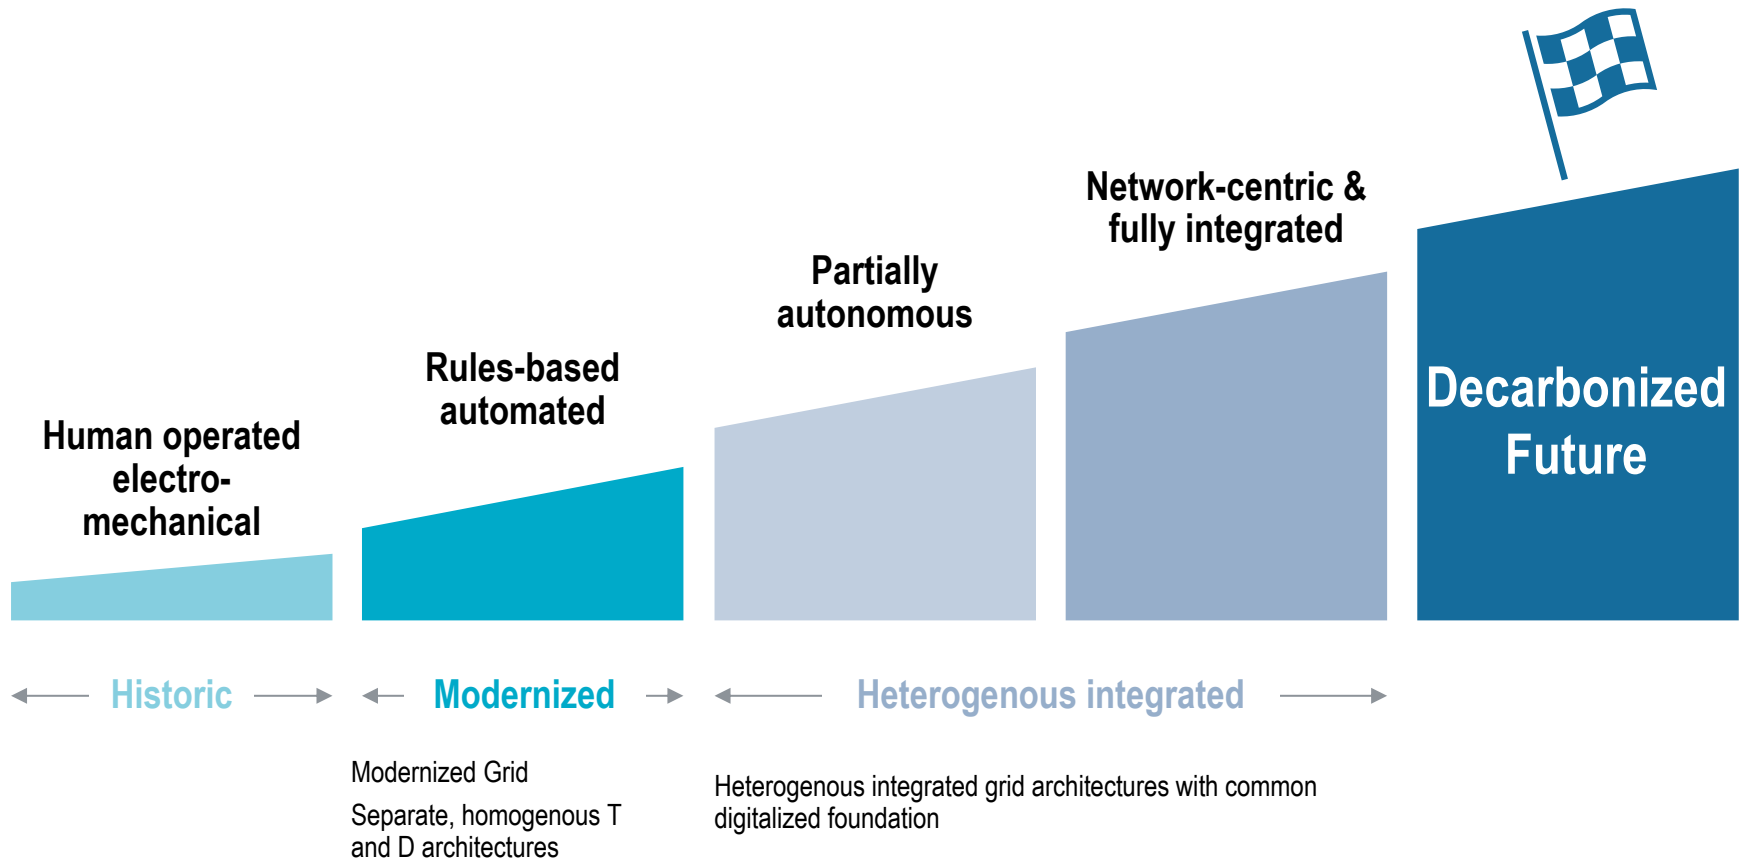 Human operated
electro-
mechanical
Rules-based
automated
Partially
autonomous
Network-centric &
fully integrated
Decarbonized
Future
Historic
Modernized
Heterogenous integrated
Modernized Grid
Separate, homogenous T
and D architectures
Heterogenous integrated grid architectures with common
digitalized foundation